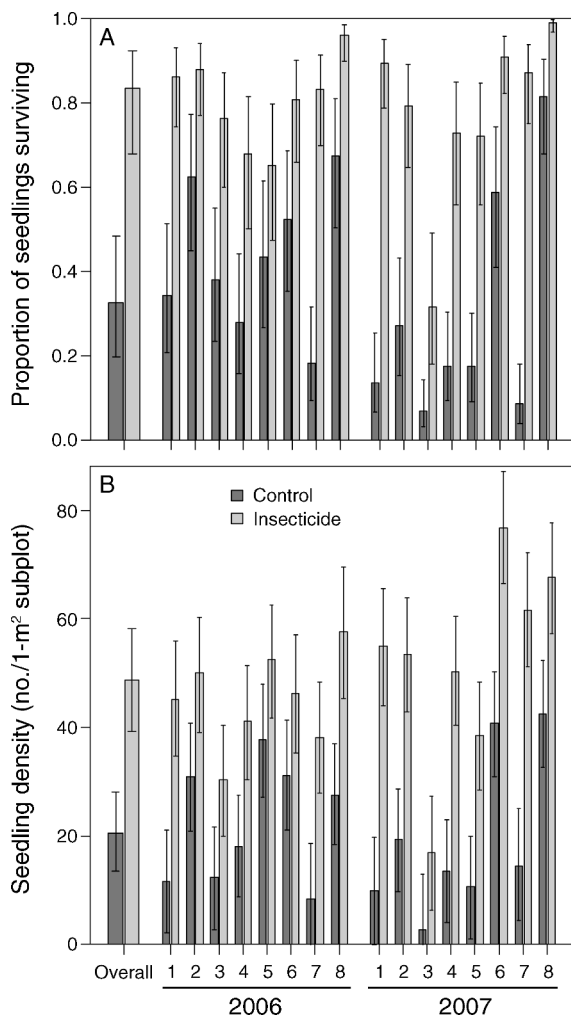 A
Proportion of seedlings surviving
1.0
0.8
0.6
0.4
0.2
0.0
B
Control
Insecticide
Seedling density (no./1-m² subplot)
80
60
40
20
0
Overall 1 2 3 4 5 6 7 8 1 2 3 4 5 6 7 8
2006 2007